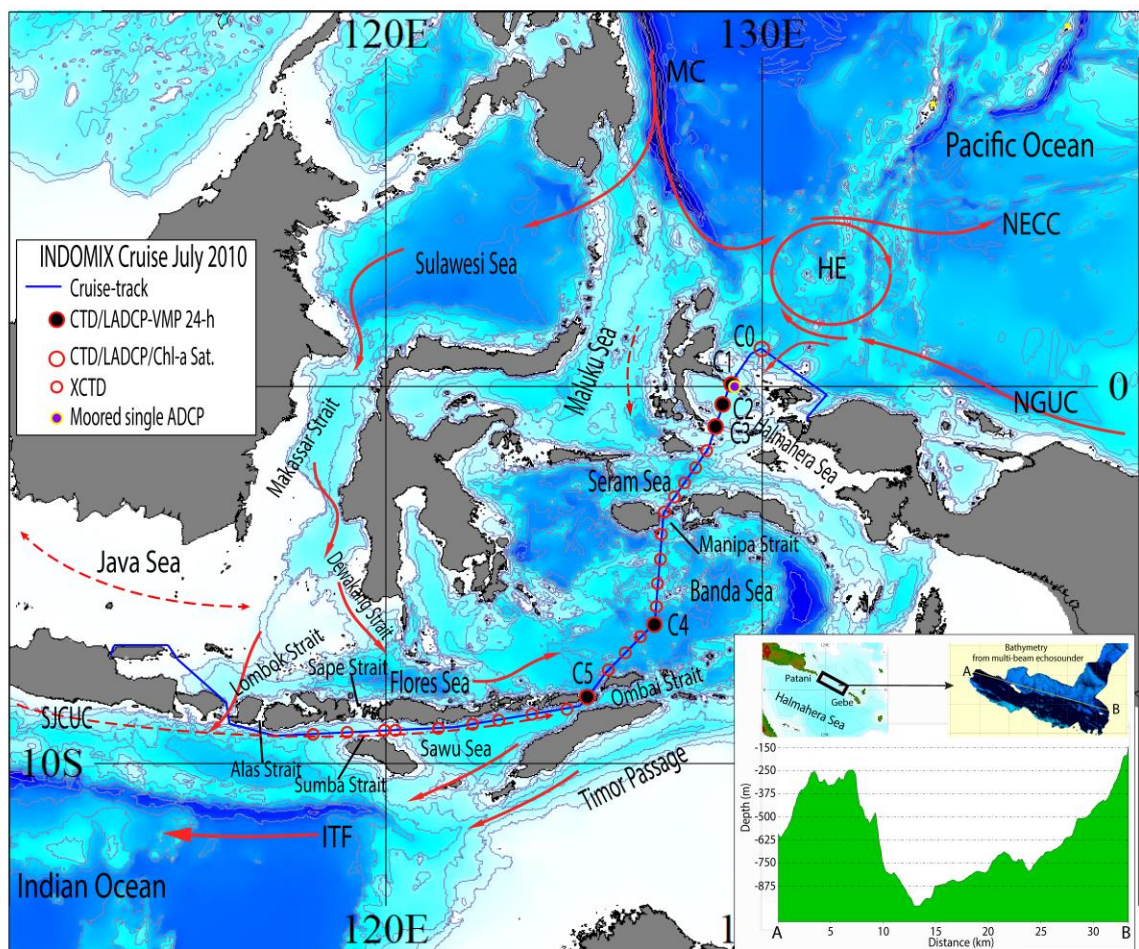 120E
130E
MC
Pacific Ocean
NECC
HE
INDOMIX Cruise July 2010
Cruise-track
CTD/LADCP-VMP 24-h
CTD/LADCP/Chl-a Sat.
XCTD
Moored single ADCP
Sulawesi Sea
Maluku Sea
C0
C1
C2
C3
0
NGUC
Halmahera Sea
Makassar Strait
Seram Sea
Manipa Strait
Java Sea
Dewakang Strait
Banda Sea
C4
Lombok Strait
Sape Strait
Flores Sea
C5
Ombai Strait
SJCUC
Sawu Sea
10S
Alas Strait
Sumba Strait
Timor Passage
ITF
Indian Ocean
120E
1
Patani
Gebe
Halmahera Sea
Bathymetry
from multi-beam echosounder
A
B
Depth (m)
-150
-250
-375
-500
-625
-750
-875
A
5
10
15
20
25
30
B
Distance (km)